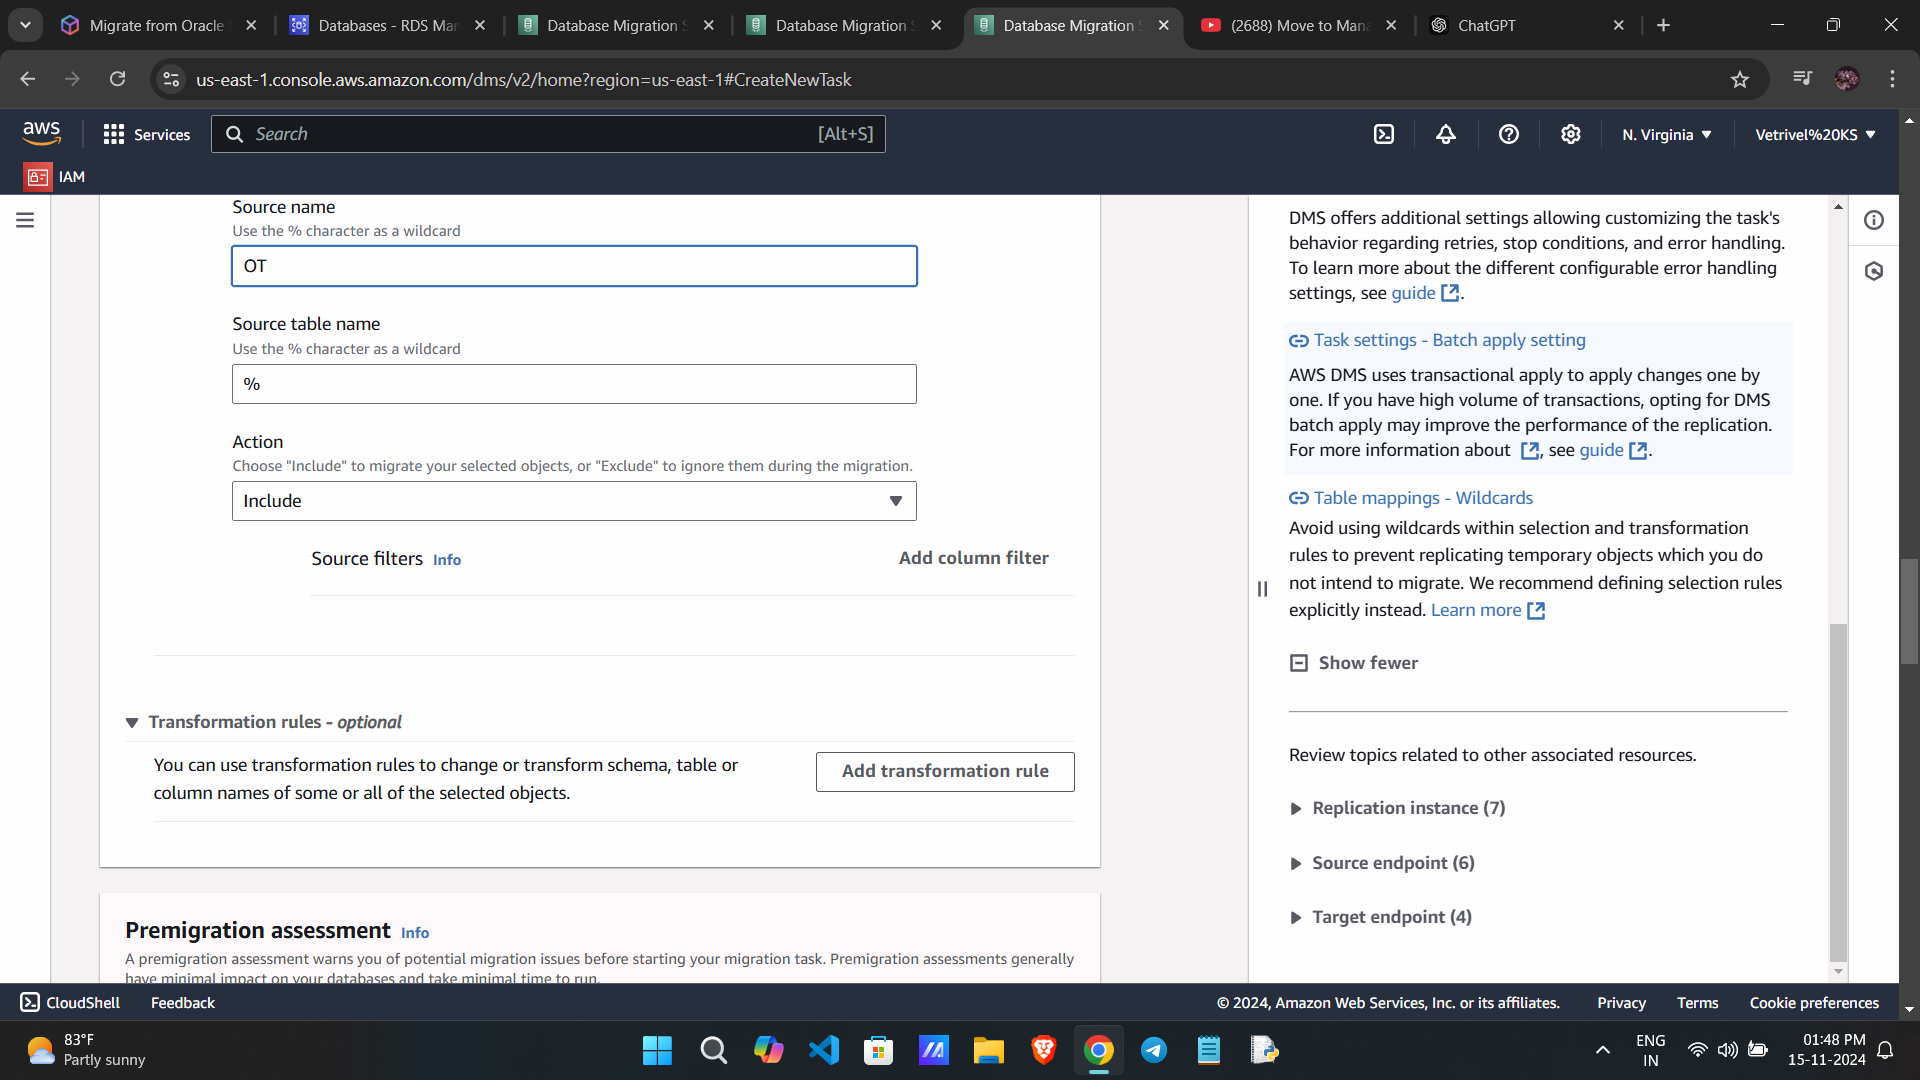 Migrate from Oracle
Databases - RDS Mar
Database Migration S
Database Migration S
Database Migration S
(2688) Move to Mana
ChatGPT
us-east-1.console.aws.amazon.com/dms/v2/home?region=us-east-1#CreateNewTask
aws
Services
Search
[Alt+S]
N. Virginia
Vetrivel%20KS
IAM
Source name
Use the % character as a wildcard
OT
Source table name
Use the % character as a wildcard
%
Action
Choose "Include" to migrate your selected objects, or "Exclude" to ignore them during the migration.
Include
Source filters Info
Add column filter
Transformation rules - optional
You can use transformation rules to change or transform schema, table or
column names of some or all of the selected objects.
Add transformation rule
Premigration assessment Info
A premigration assessment warns you of potential migration issues before starting your migration task. Premigration assessments generally
have minimal impact on your databases and take minimal time to run.
DMS offers additional settings allowing customizing the task's
behavior regarding retries, stop conditions, and error handling.
To learn more about the different configurable error handling
settings, see guide.
Task settings - Batch apply setting
AWS DMS uses transactional apply to apply changes one by
one. If you have high volume of transactions, opting for DMS
batch apply may improve the performance of the replication.
For more information about , see guide.
Table mappings - Wildcards
Avoid using wildcards within selection and transformation
rules to prevent replicating temporary objects which you do
not intend to migrate. We recommend defining selection rules
explicitly instead. Learn more
Show fewer
Review topics related to other associated resources.
Replication instance (7)
Source endpoint (6)
Target endpoint (4)
CloudShell
Feedback
© 2024, Amazon Web Services, Inc. or its affiliates.
Privacy
Terms
Cookie preferences
83°F
Partly sunny
ENG
IN
01:48 PM
15-11-2024